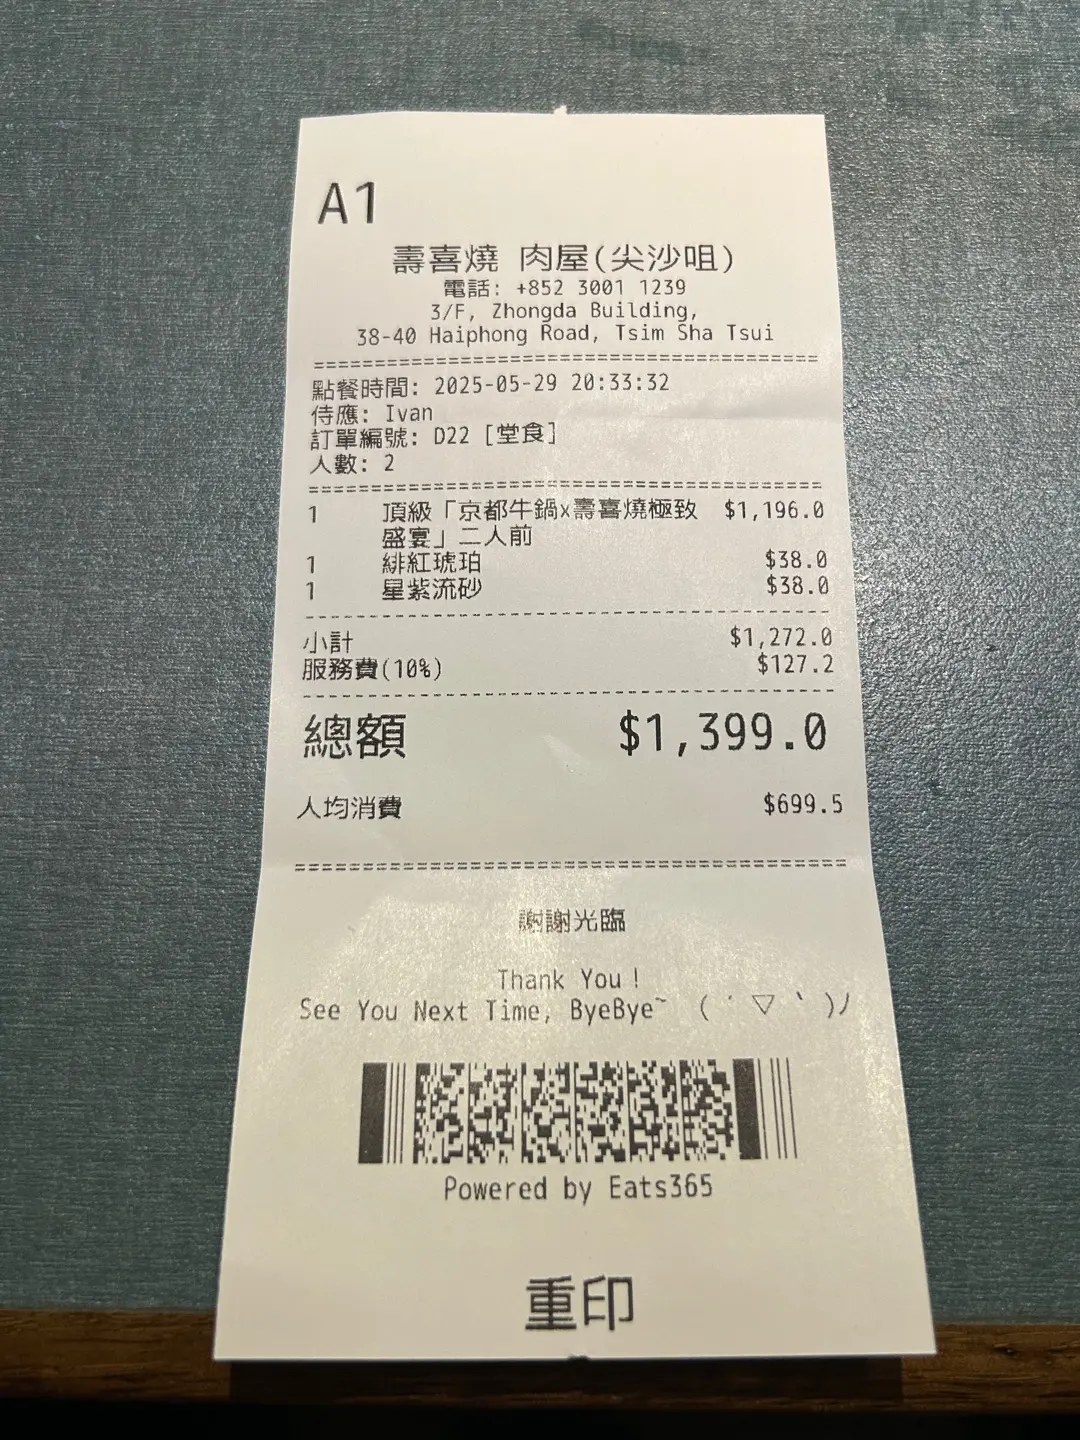 A1
壽喜燒 肉屋(尖沙咀)
電話: +852 3001 1239
3/F, Zhongda Building,
38-40 Haiphong Road, Tsim Sha Tsui
點餐時間: 2025-05-29 20:33:32
侍應: Ivan
訂單編號: D22 [堂食]
人數: 2
1 頂級「京都牛鍋x壽喜燒極致 $1,196.0
盛宴」二人前
1 緋紅琥珀 $38.0
1 星紫流砂 $38.0
小計 $1,272.0
服務費(10%) $127.2
總額 $1,399.0
人均消費 $699.5
謝謝光臨
Thank You!
See You Next Time, ByeBye~ ( ˙ ▽ ˋ )ﾉ
Powered by Eats365
重印